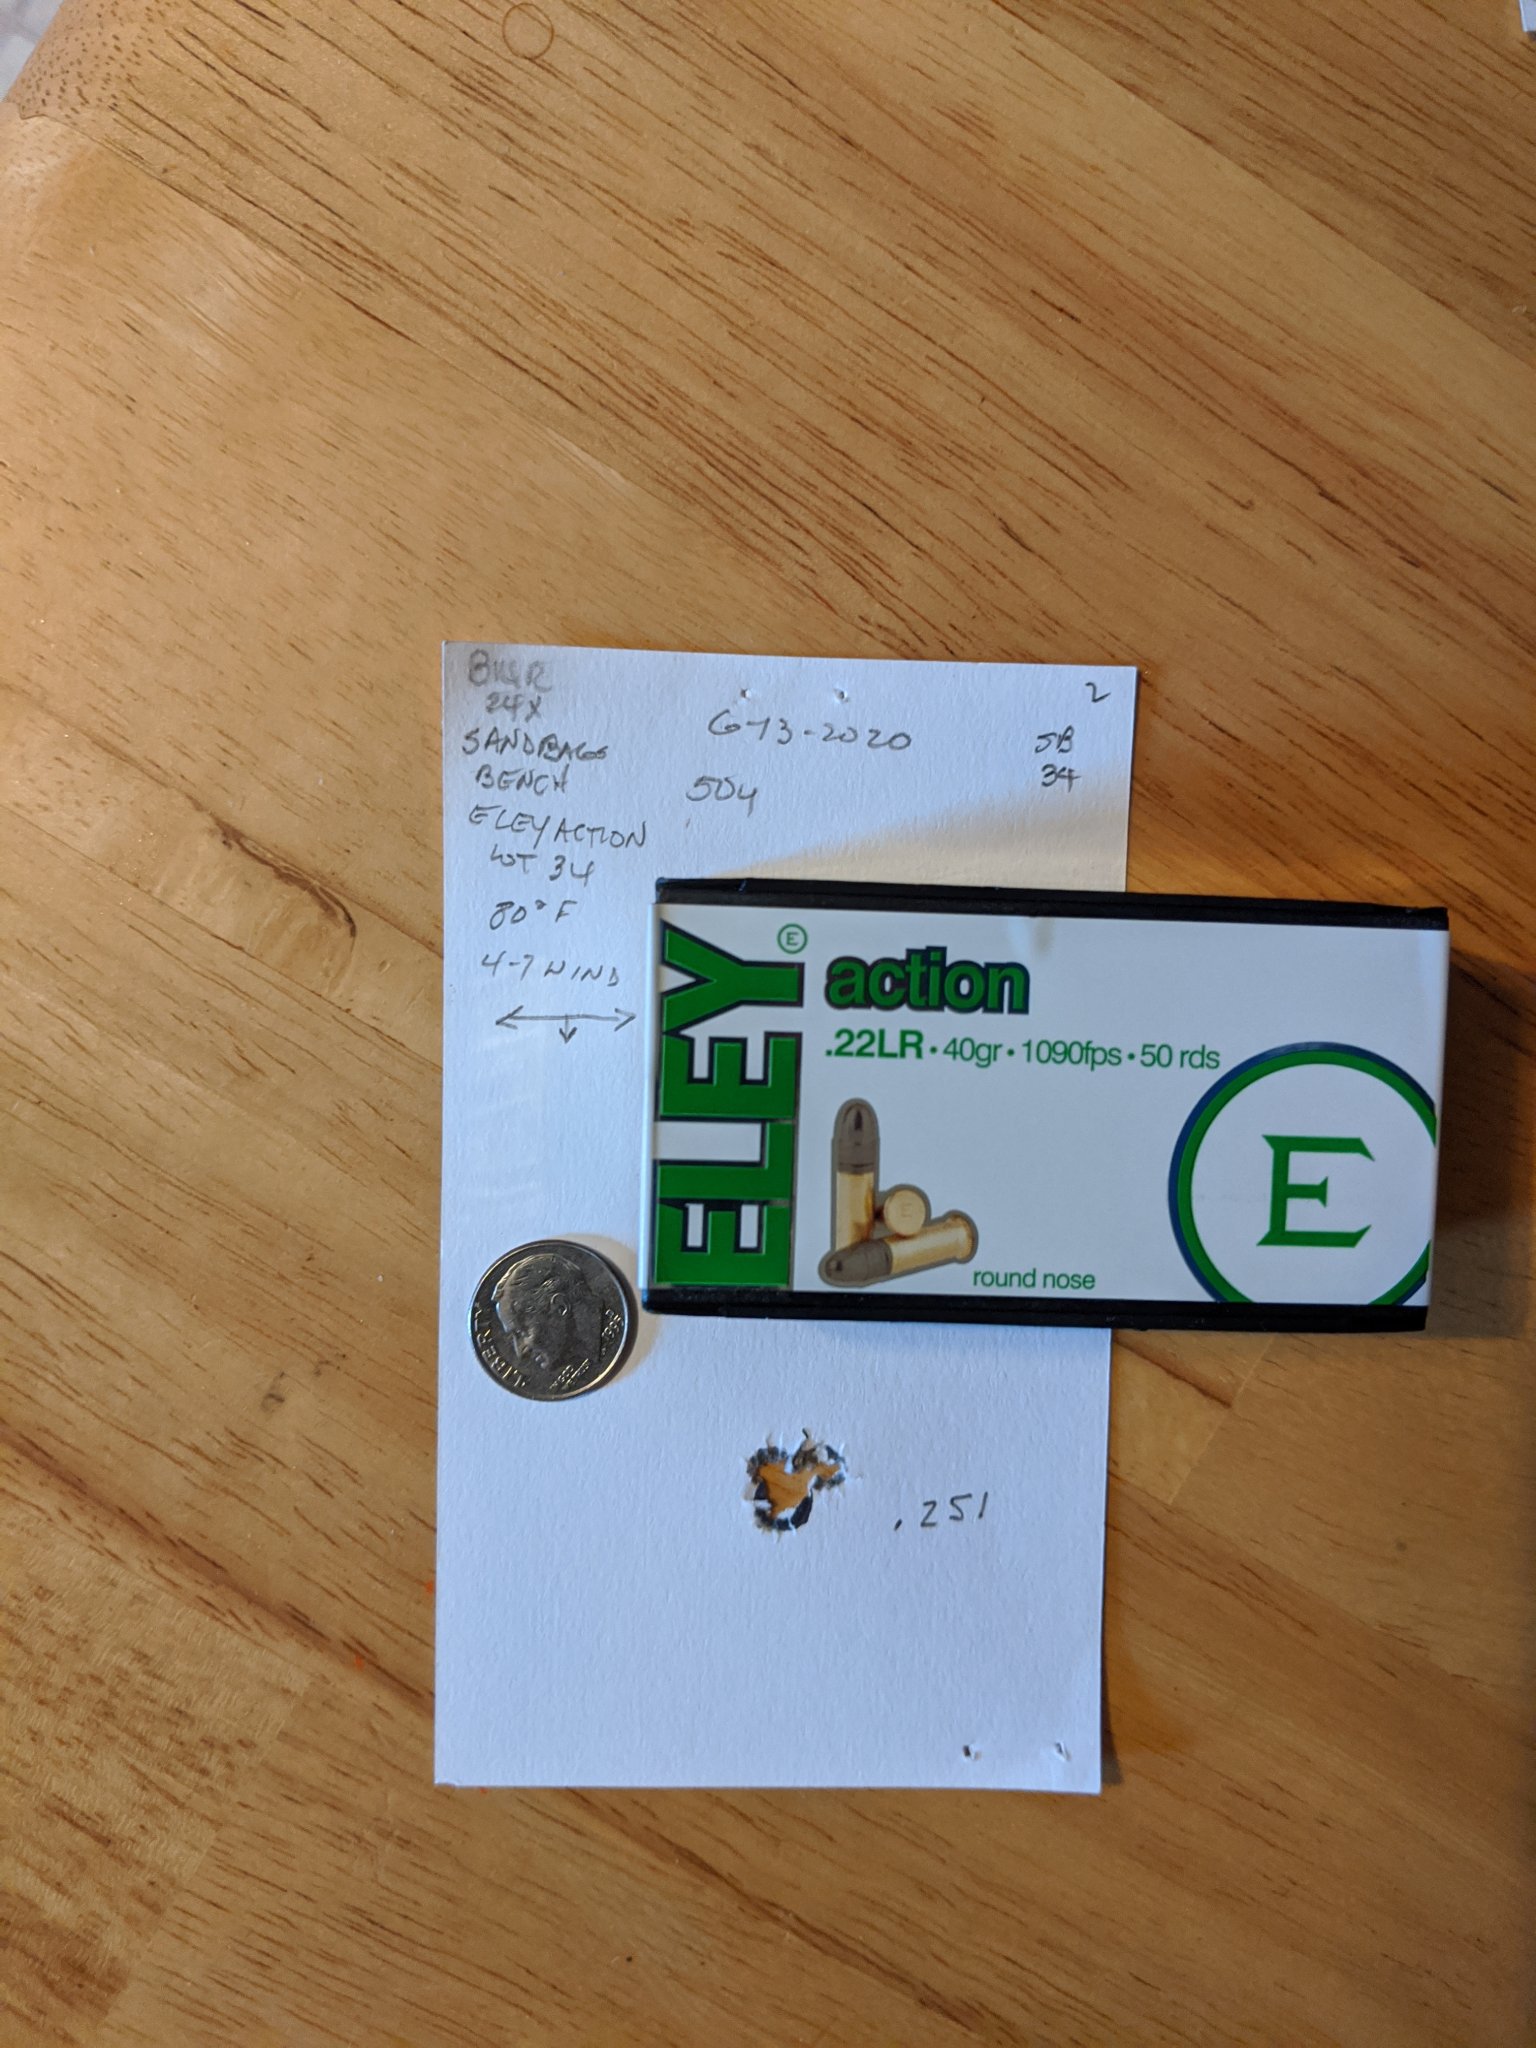 2
24X
6-13-2020
SANDBAGS
5B
BENCH
34
50y
ELEY ACTION
LOT 34
80°F
4-7 WIND
ELEY
E
action
.22LR • 40gr • 1090fps • 50 rds
E
round nose
LIBERTY
.251